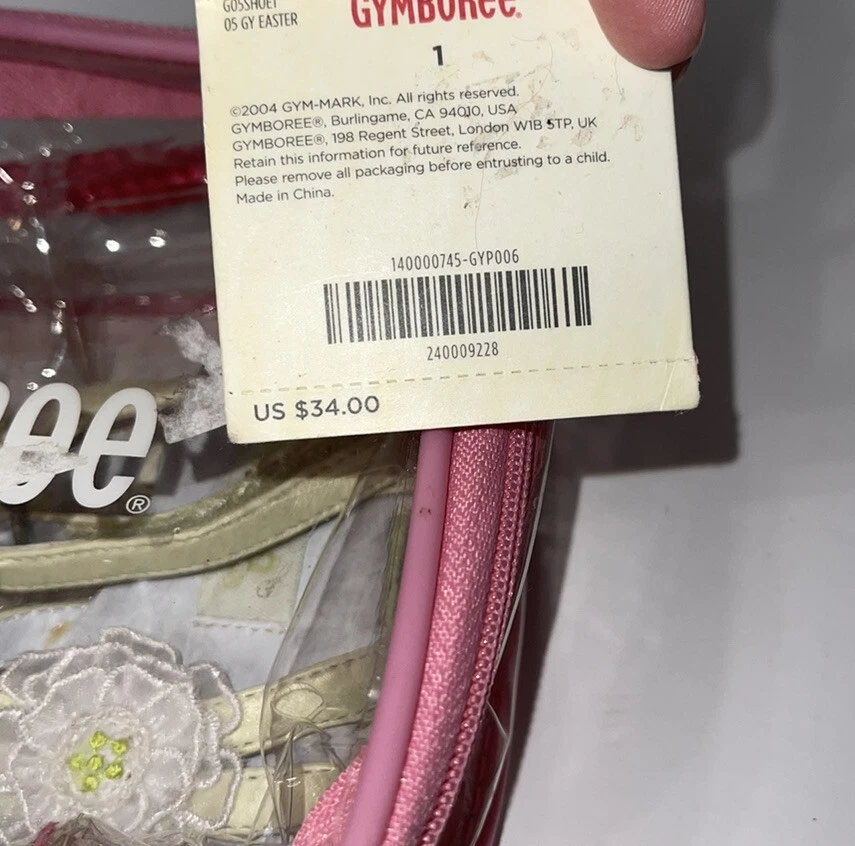 G05SHOE1
05 GY EASTER
GYMBOREE®
1
©2004 GYM-MARK, Inc. All rights reserved.
GYMBOREE®, Burlingame, CA 94010, USA
GYMBOREE®, 198 Regent Street, London W1B 5TP, UK
Retain this information for future reference.
Please remove all packaging before entrusting to a child.
Made in China.
140000745-GYP006
240009228
US $34.00
ee®